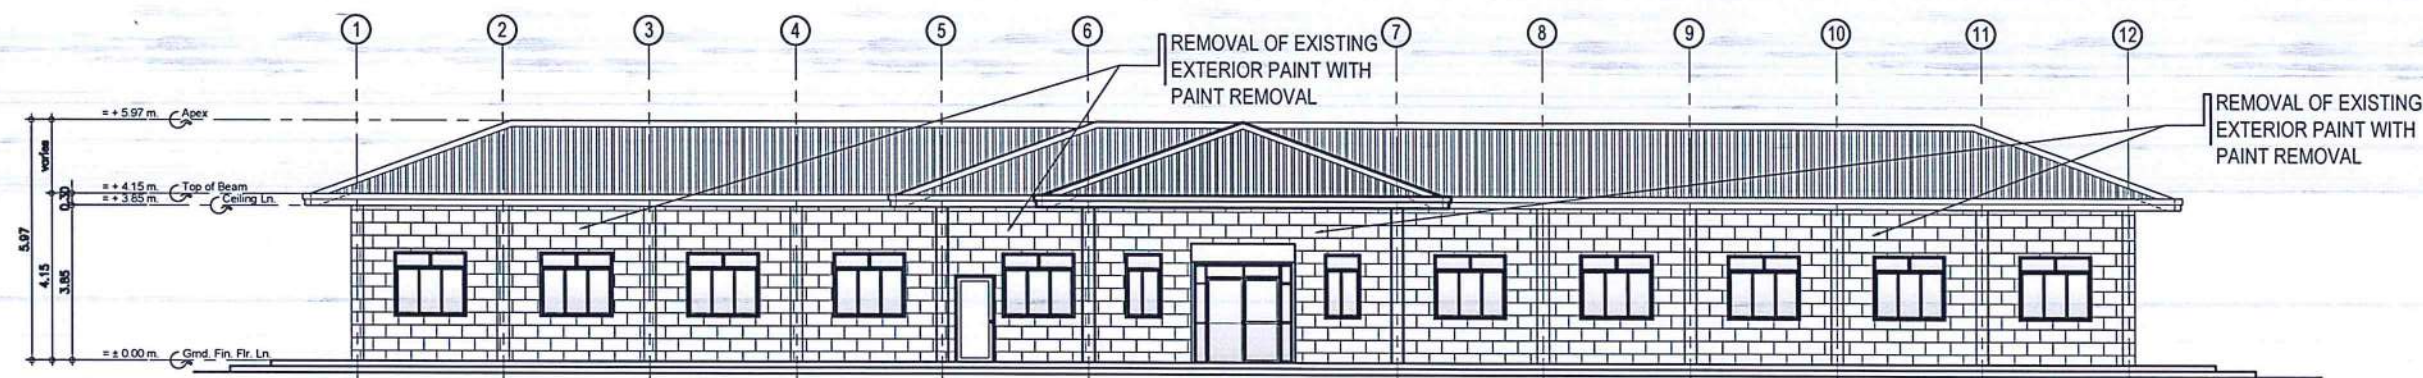 1 2 3 4 5 6 7 8 9 10 11 12
REMOVAL OF EXISTING
EXTERIOR PAINT WITH
PAINT REMOVAL
REMOVAL OF EXISTING
EXTERIOR PAINT WITH
PAINT REMOVAL
= + 5.97 m. Apex
= + 4.15 m. Top of Beam
= + 3.85 m. Ceiling Ln.
= ± 0.00 m. Grnd. Fin. Flr. Ln.
5.97
4.15
3.85
varies
0.30